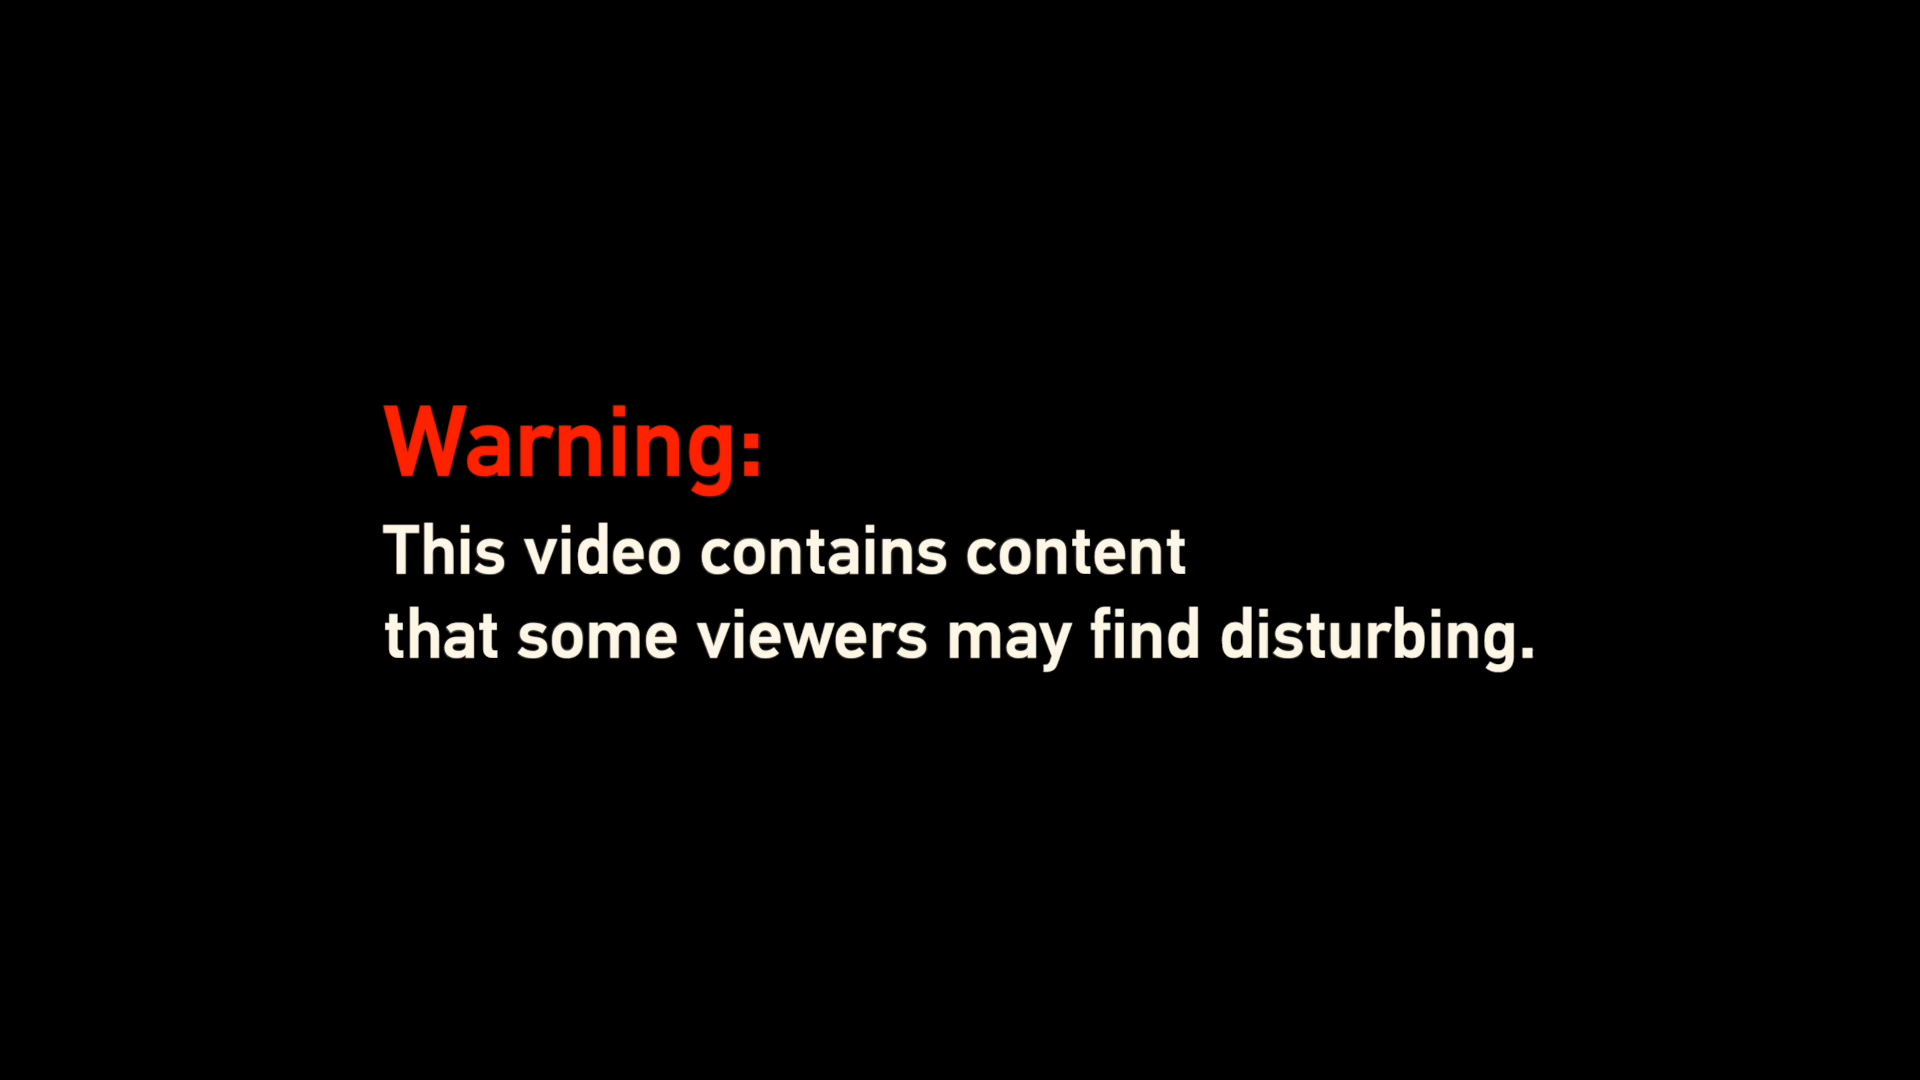 Warning:
This video contains content
that some viewers may find disturbing.